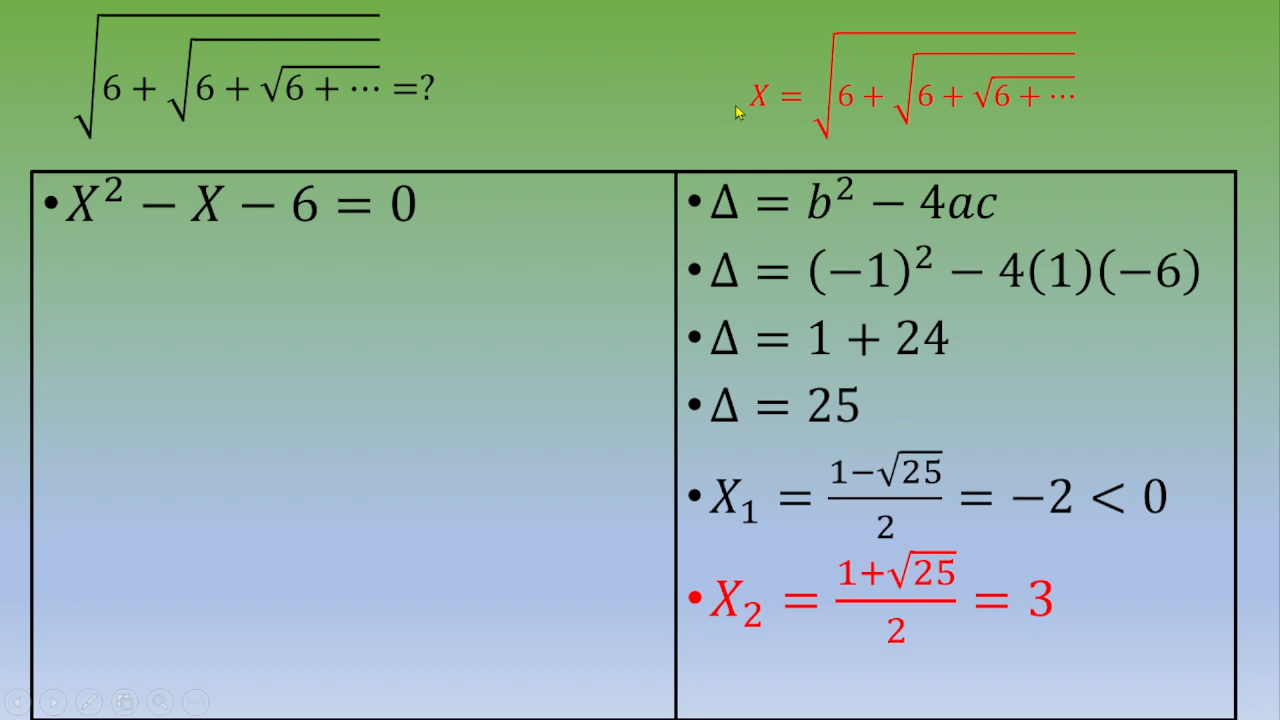 √(6 + √(6 + √(6 + ⋯))) =?
X = √(6 + √(6 + √(6 + ⋯)))
• X² − X − 6 = 0
• Δ = b² − 4ac
• Δ = (−1)² − 4(1)(−6)
• Δ = 1 + 24
• Δ = 25
• X₁ = (1−√25)/2 = −2 < 0
• X₂ = (1+√25)/2 = 3